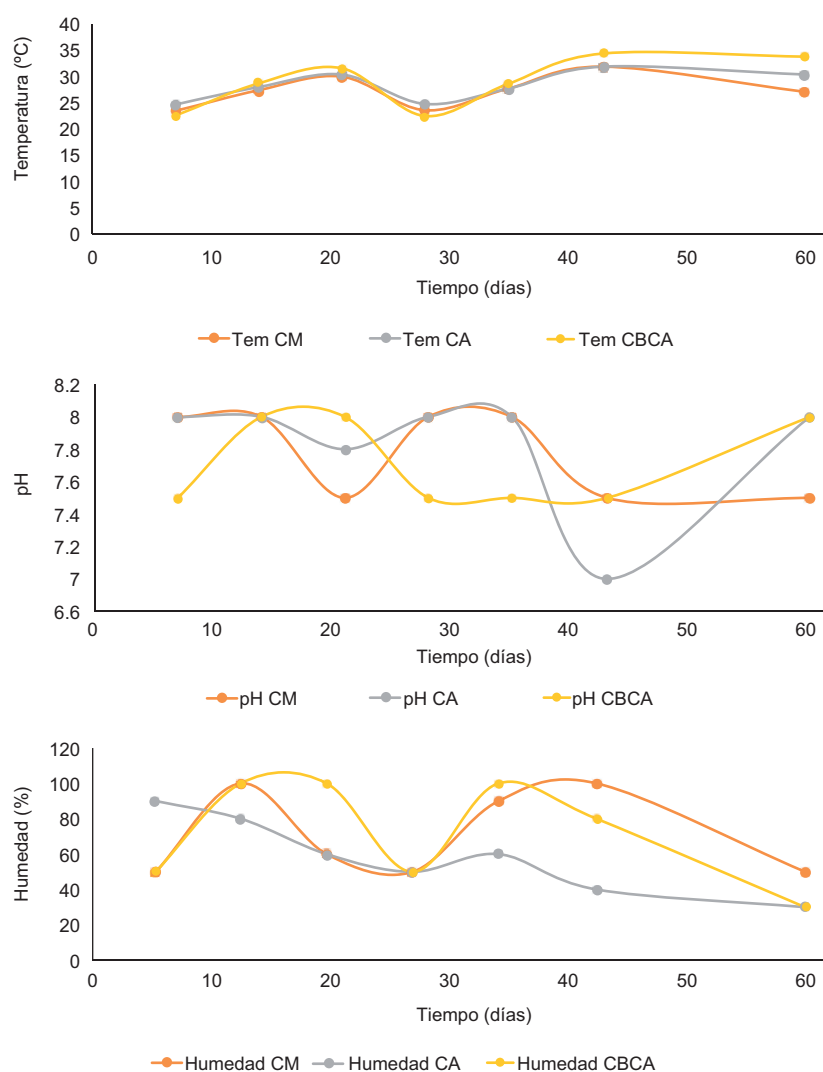 Temperatura (ºC)
40
35
30
25
20
15
10
5
0
0 10 20 30 40 50 60
Tiempo (días)
Tem CM Tem CA Tem CBCA
pH
8.2
8
7.8
7.6
7.4
7.2
7
6.6
0 10 20 30 40 50 60
Tiempo (días)
pH CM pH CA pH CBCA
Humedad (%)
120
100
80
60
40
20
0
0 10 20 30 40 50 60
Tiempo (días)
Humedad CM Humedad CA Humedad CBCA